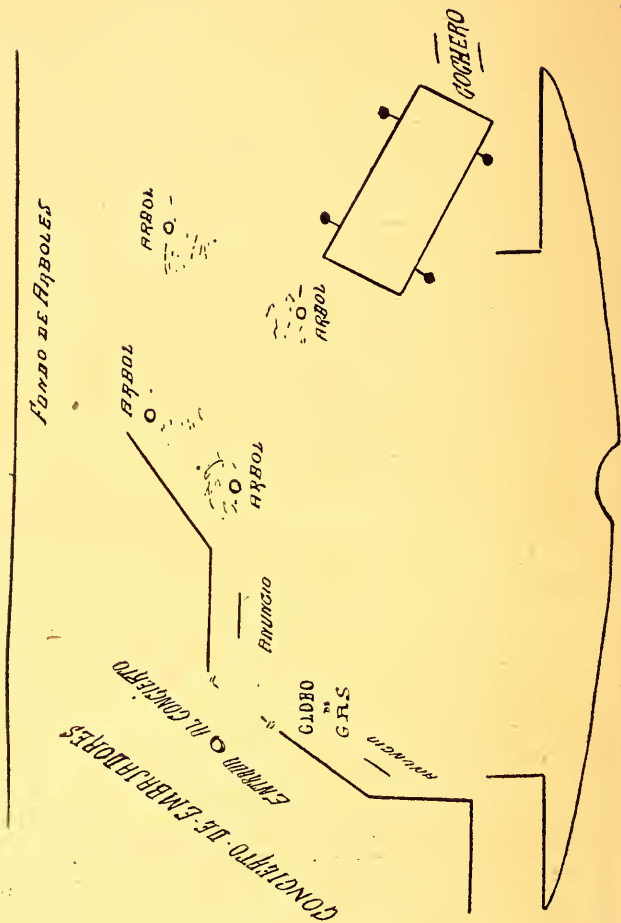 FONDO DE ARBOLES
COCHERO
ARBOL
ARBOL
ARBOL
ARBOL
ANUNCIO
CONCIERTO-DE-EMBAJADORES
ENTRADA AL CONCIERTO
GLOBO
DE
GAS
ANUNCIO